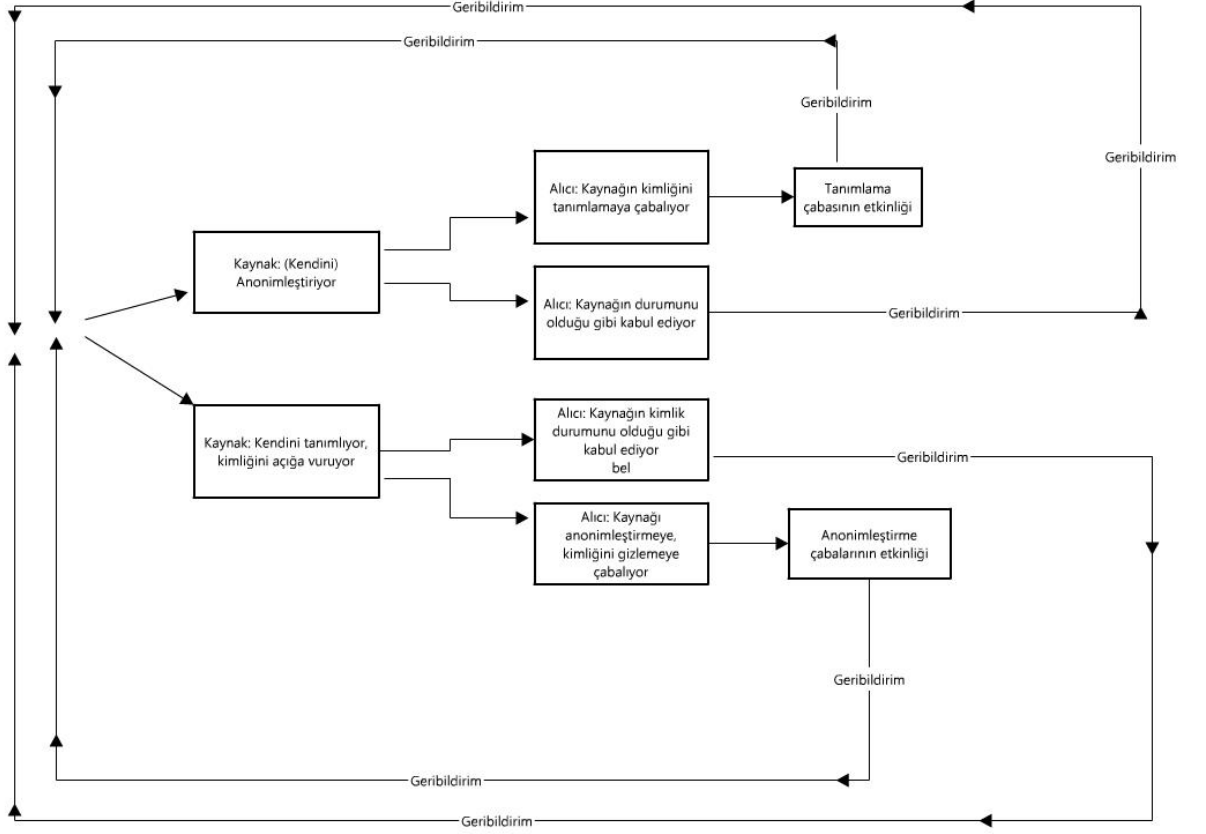 Geribildirim
Geribildirim
Geribildirim
Geribildirim
Alıcı: Kaynağın kimliğini
tanımlamaya çabalıyor
Tanımlama
çabasının etkinliği
Kaynak: (Kendini)
Anonimleştiriyor
Alıcı: Kaynağın durumunu
olduğu gibi kabul ediyor
Geribildirim
Kaynak: Kendini tanımlıyor,
kimliğini açığa vuruyor
Alıcı: Kaynağın kimlik
durumunu olduğu gibi
kabul ediyor
bel
Geribildirim
Alıcı: Kaynağı
anonimleştirmeye,
kimliğini gizlemeye
çabalıyor
Anonimleştirme
çabalarının etkinliği
Geribildirim
Geribildirim
Geribildirim